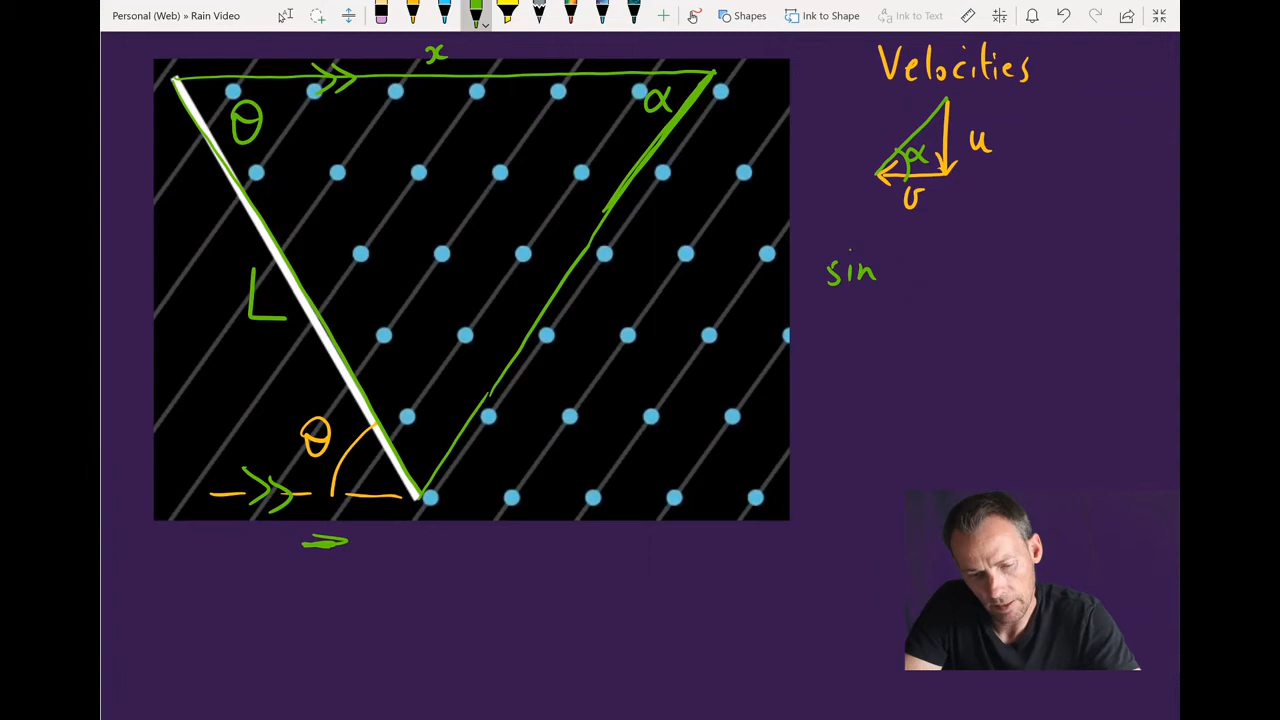 Personal (Web) » Rain Video
Shapes
Ink to Shape
Ink to Text
x
Velocities
θ
α
α
u
v
sin
L
θ